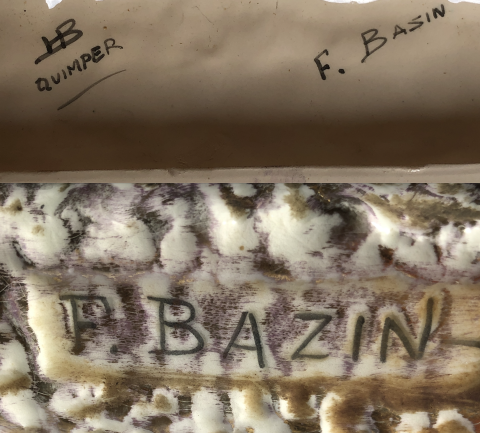 HB
QUIMPER
F. BASIN
F. BAZIN